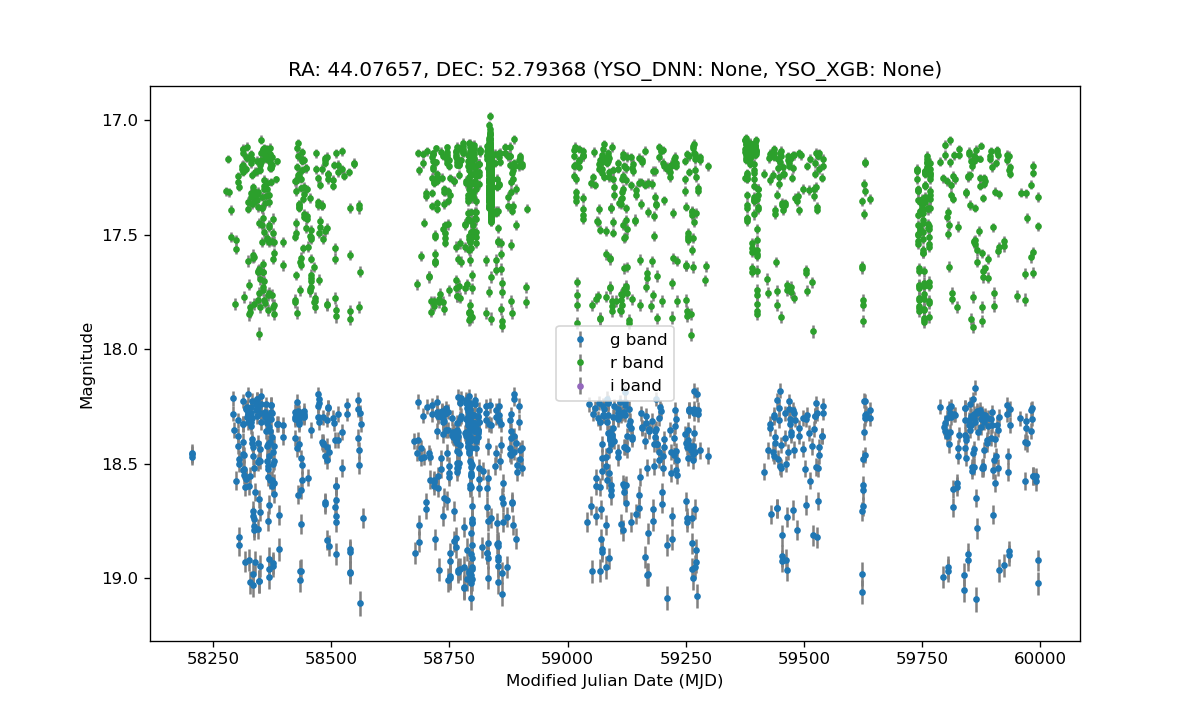 RA: 44.07657, DEC: 52.79368 (YSO_DNN: None, YSO_XGB: None)
17.0
17.5
18.0
18.5
19.0
Magnitude
g band
r band
i band
58250 58500 58750 59000 59250 59500 59750 60000
Modified Julian Date (MJD)